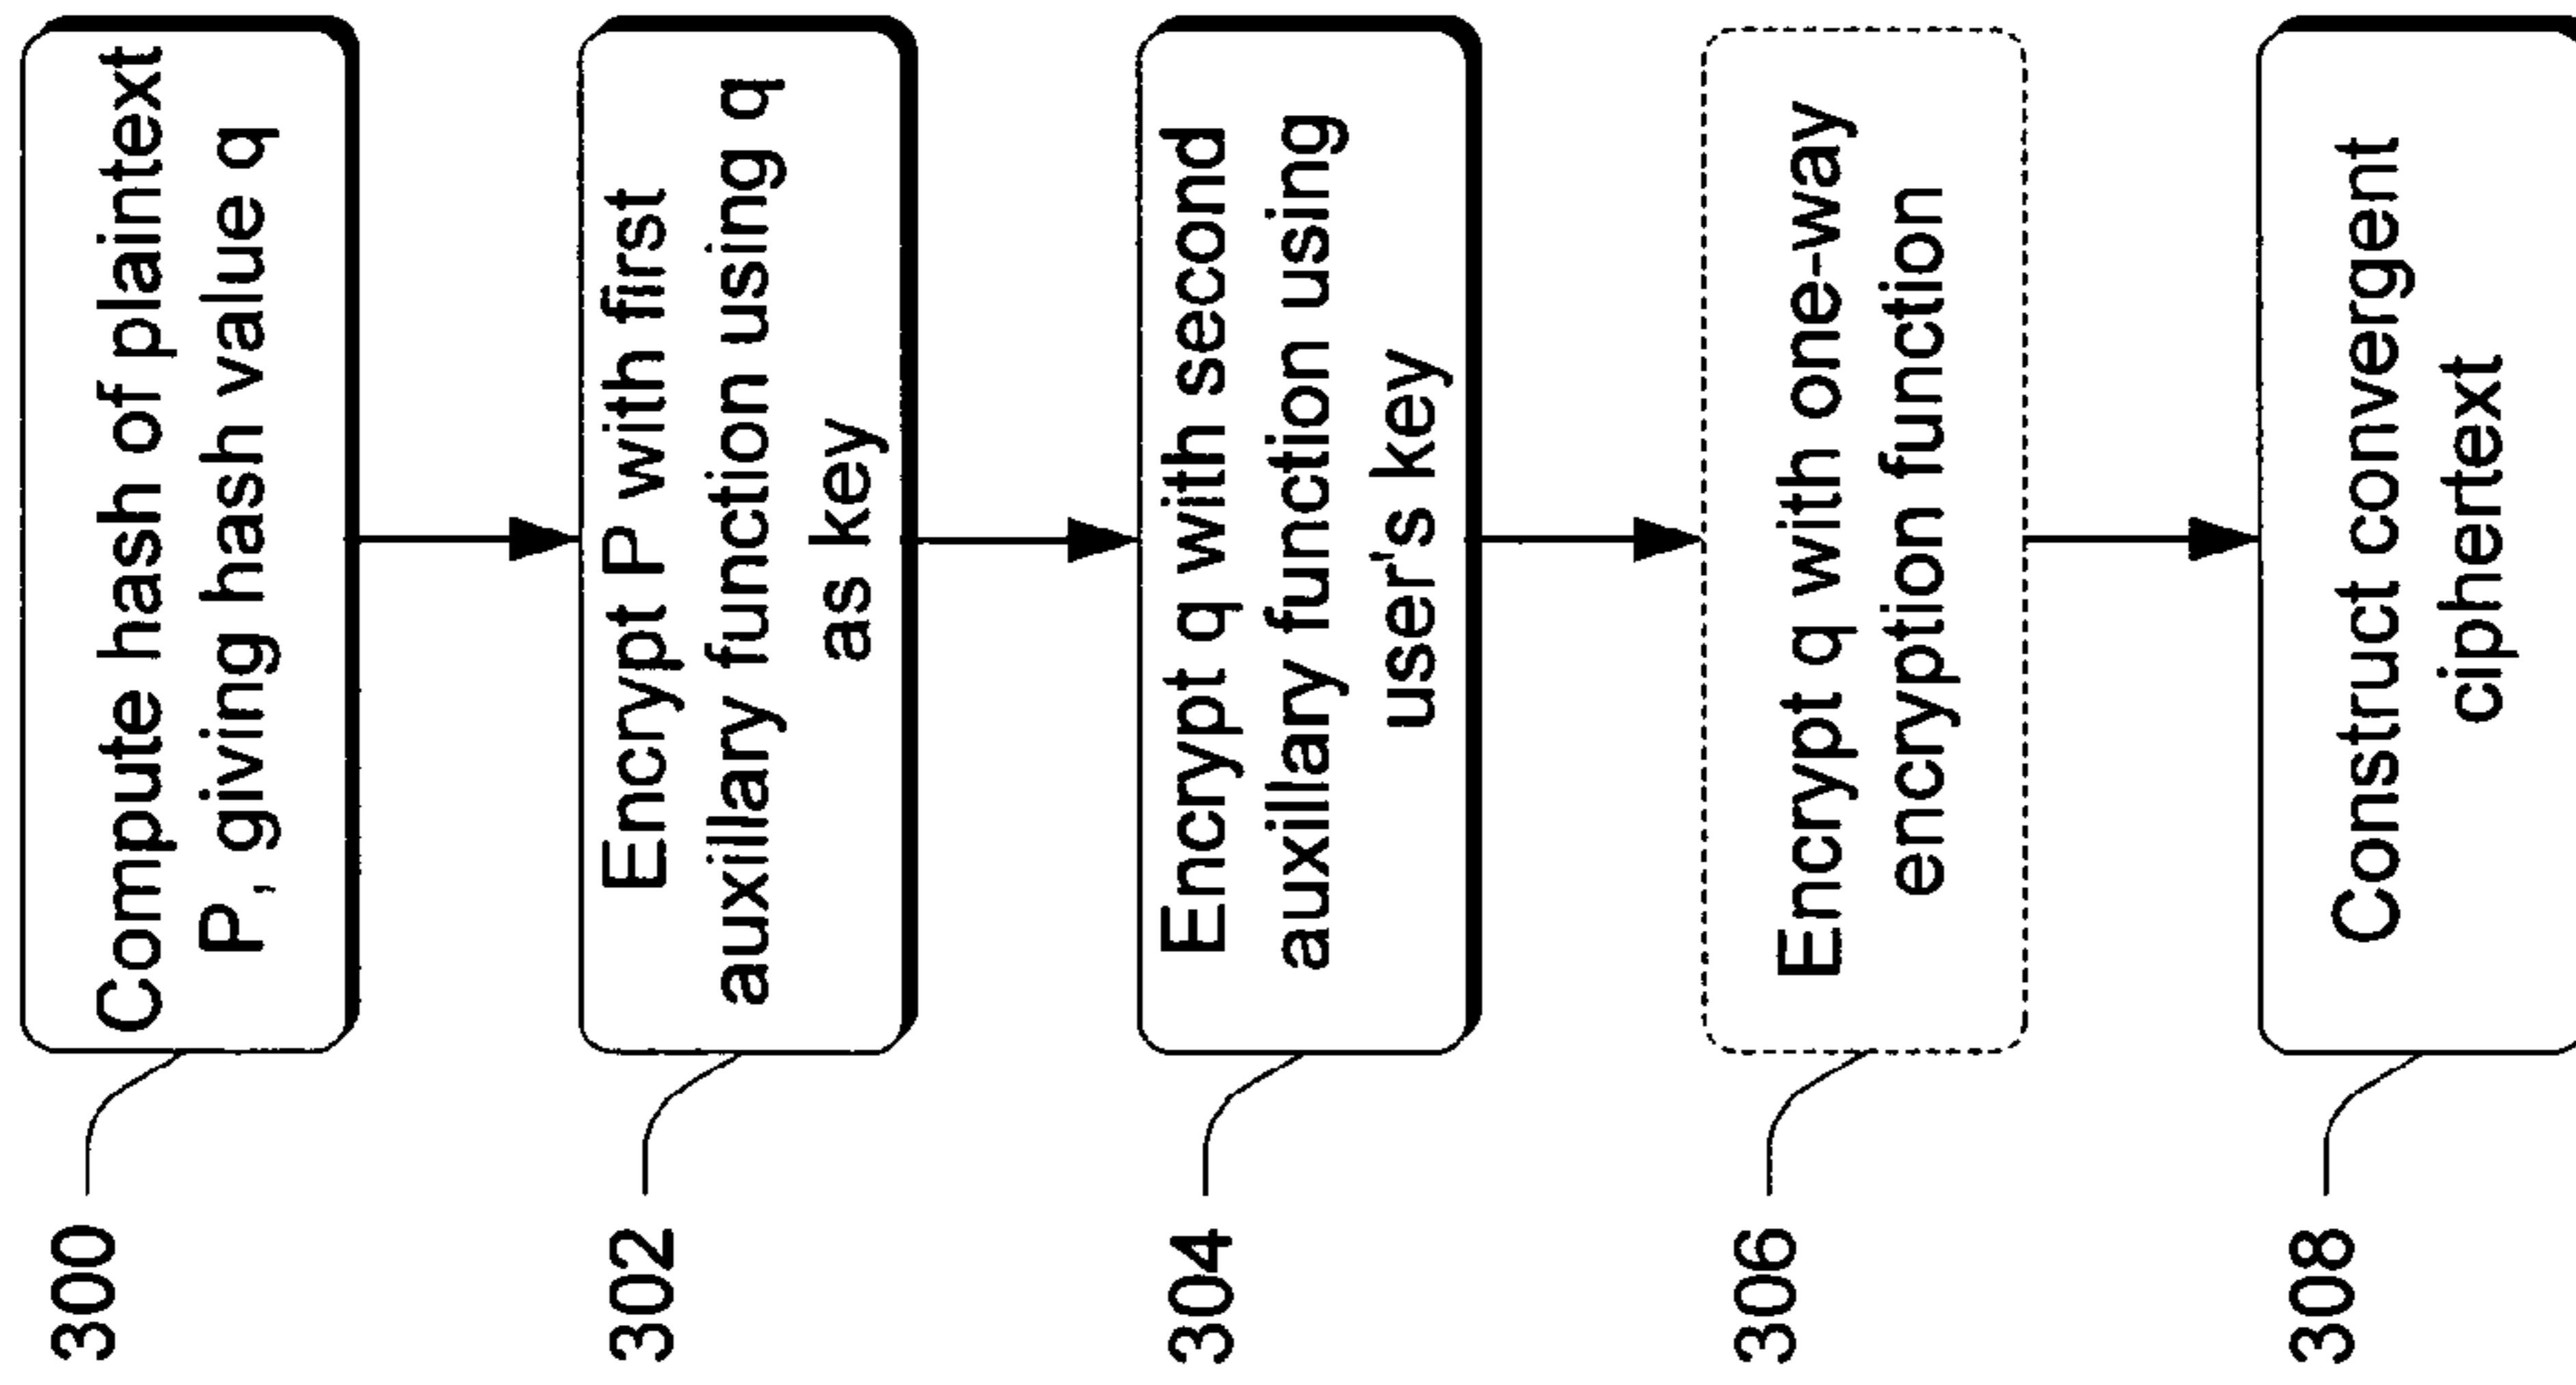 300
Compute hash of plaintext
P, giving hash value q
302
Encrypt P with first
auxillary function using q
as key
304
Encrypt q with second
auxillary function using
user's key
306
Encrypt q with one-way
encryption function
308
Construct convergent
ciphertext